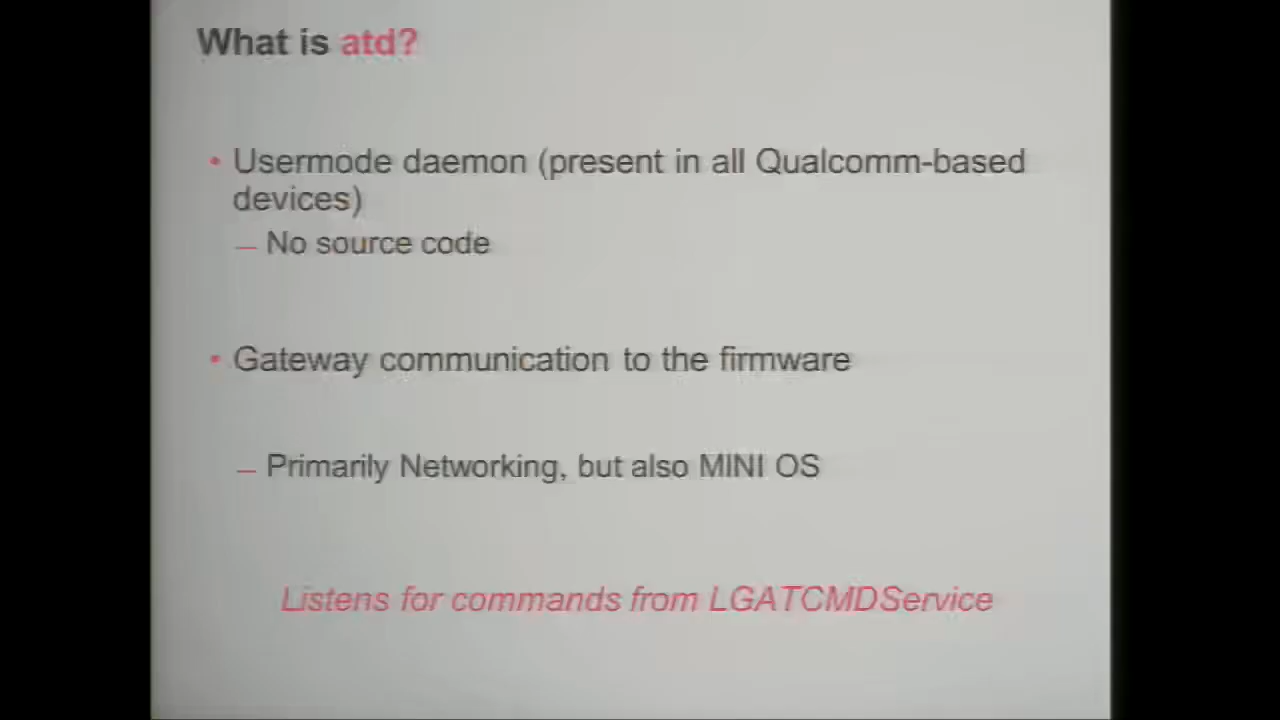 What is atd?
• Usermode daemon (present in all Qualcomm-based
devices)
– No source code
• Gateway communication to the firmware
– Primarily Networking, but also MINI OS
Listens for commands from LGATCMDService